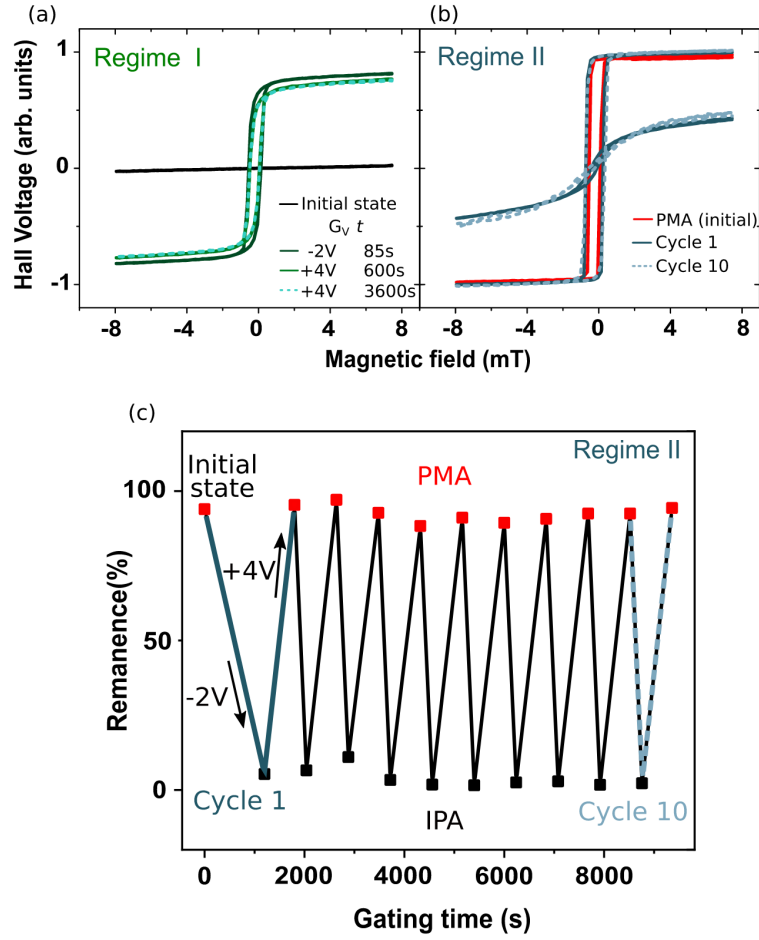 (a)
(b)
Regime I
Regime II
Hall Voltage (arb. units)
1
0
-1
Initial state
G_V t
-2V 85s
+4V 600s
+4V 3600s
PMA (initial)
Cycle 1
Cycle 10
-8 -4 0 4 8
-8 -4 0 4 8
Magnetic field (mT)
(c)
Regime II
Initial
state
PMA
+4V
-2V
Cycle 1
IPA
Cycle 10
Remanence(%)
100
50
0
0 2000 4000 6000 8000
Gating time (s)